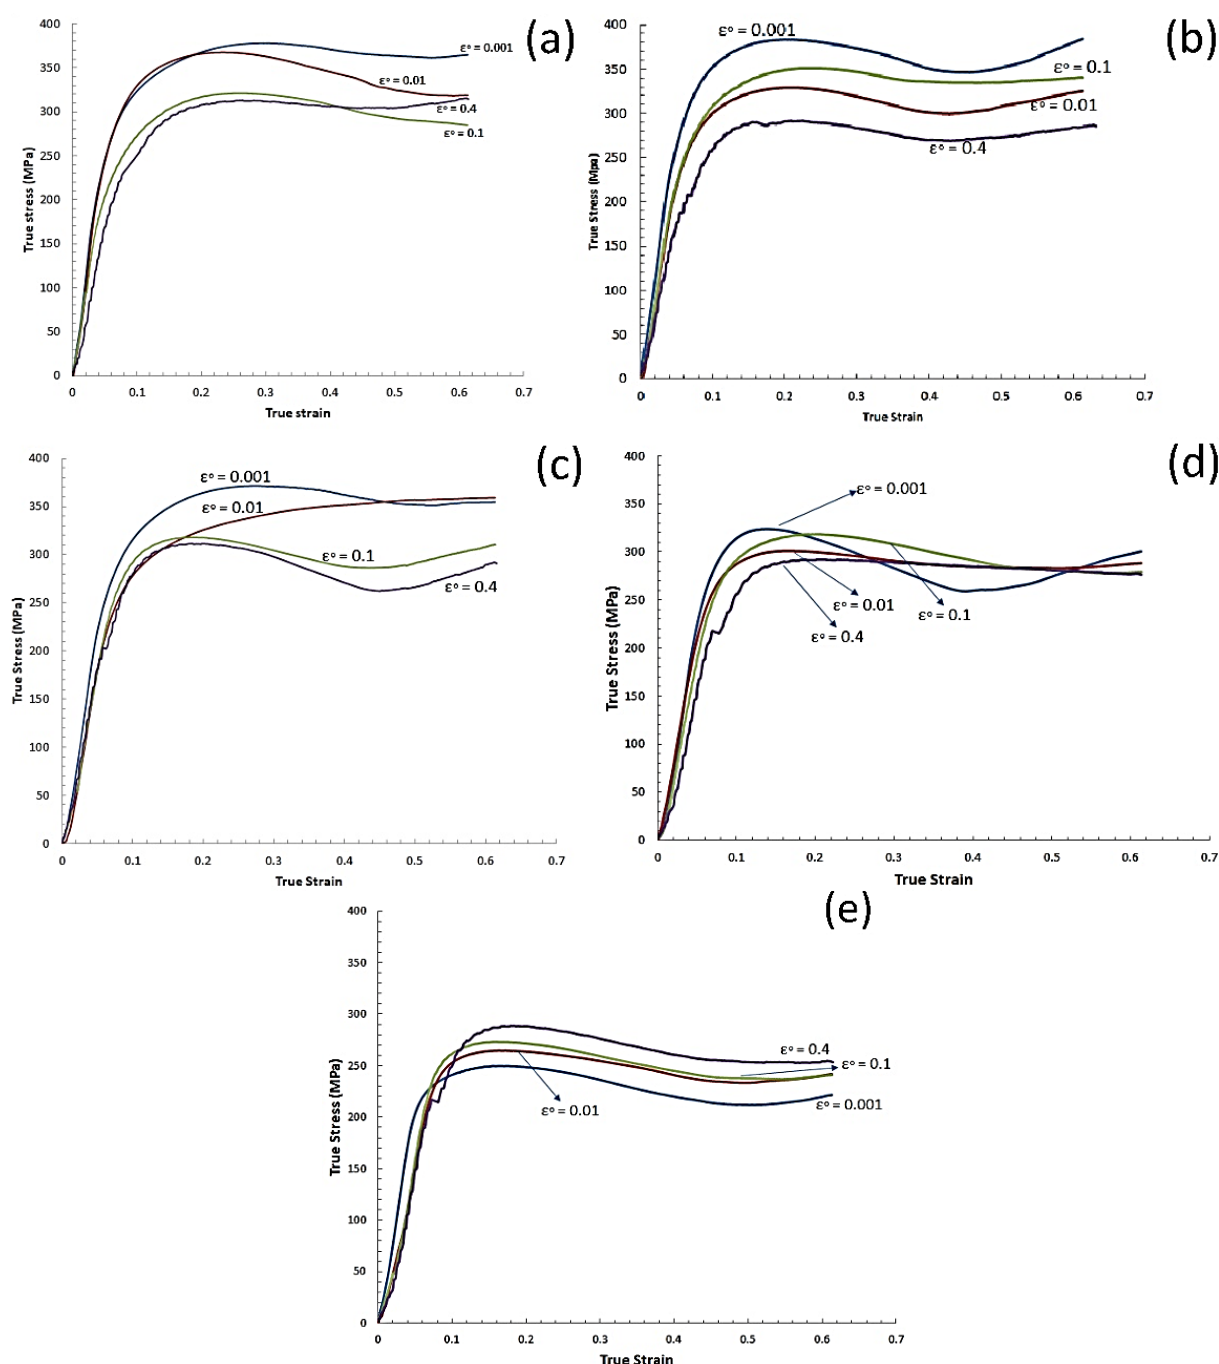 (a)
400
350
300
250
200
150
100
50
0
True stress (MPa)
ε° = 0.001
ε° = 0.01
ε° = 0.4
ε° = 0.1
0 0.1 0.2 0.3 0.4 0.5 0.6 0.7
True strain
(b)
400
350
300
250
200
150
100
50
0
True Stress (Mpa)
ε° = 0.001
ε° = 0.1
ε° = 0.01
ε° = 0.4
0 0.1 0.2 0.3 0.4 0.5 0.6 0.7
True Strain
(c)
400
350
300
250
200
150
100
50
0
True Stress (MPa)
ε° = 0.001
ε° = 0.01
ε° = 0.1
ε° = 0.4
0 0.1 0.2 0.3 0.4 0.5 0.6 0.7
True Strain
(d)
400
350
300
250
200
150
100
50
0
True Stress (MPa)
ε° = 0.001
ε° = 0.01
ε° = 0.1
ε° = 0.4
0 0.1 0.2 0.3 0.4 0.5 0.6 0.7
True Strain
(e)
400
350
300
250
200
150
100
50
0
True Stress (MPa)
ε° = 0.4
ε° = 0.1
ε° = 0.001
ε° = 0.01
0 0.1 0.2 0.3 0.4 0.5 0.6 0.7
True Strain